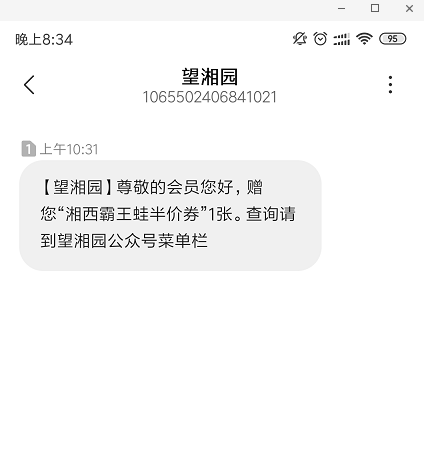 晚上8:34
95
望湘园
1065502406841021
1 上午10:31
【望湘园】尊敬的会员您好，赠
您“湘西霸王蛙半价券”1张。查询请
到望湘园公众号菜单栏